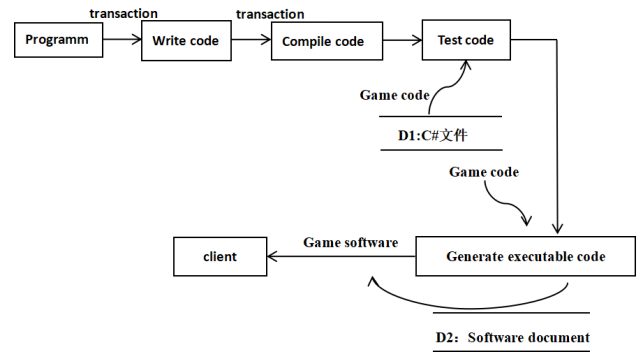 transaction
transaction
Programm
Write code
Compile code
Test code
Game code
D1:C#文件
Game code
Game software
client
Generate executable code
D2：Software document